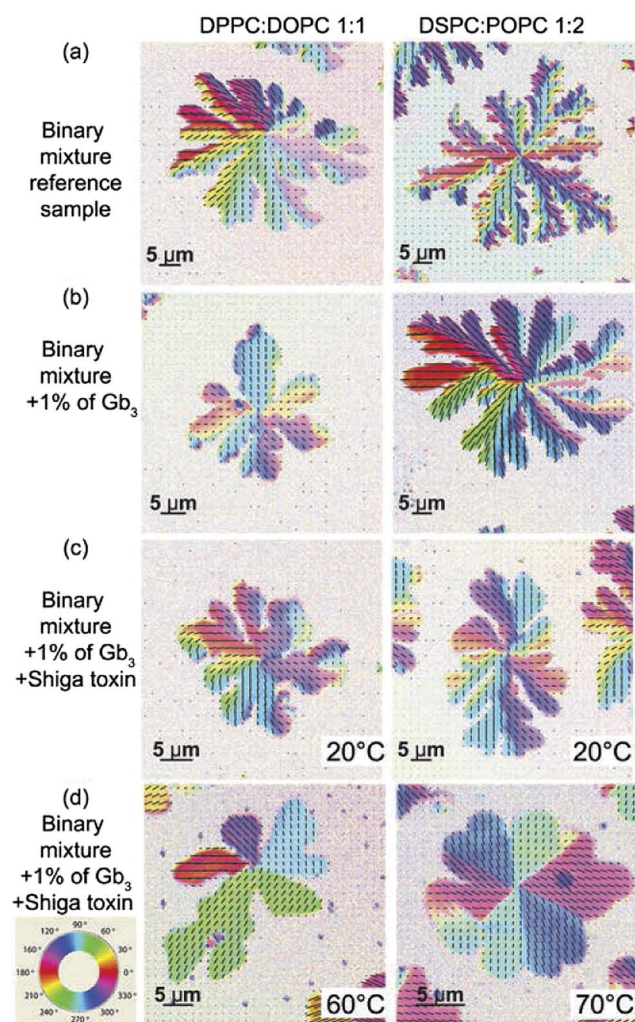 DPPC:DOPC 1:1 DSPC:POPC 1:2
(a)
Binary
mixture
reference
sample
5 µm
5 µm
(b)
Binary
mixture
+1% of Gb₃
5 µm
5 µm
(c)
Binary
mixture
+1% of Gb₃
+Shiga toxin
5 µm
20°C
5 µm
20°C
(d)
Binary
mixture
+1% of Gb₃
+Shiga toxin
90°
120° 60°
160° 30°
180° 0°
210° 330°
240° 300°
270°
5 µm
60°C
5 µm
70°C